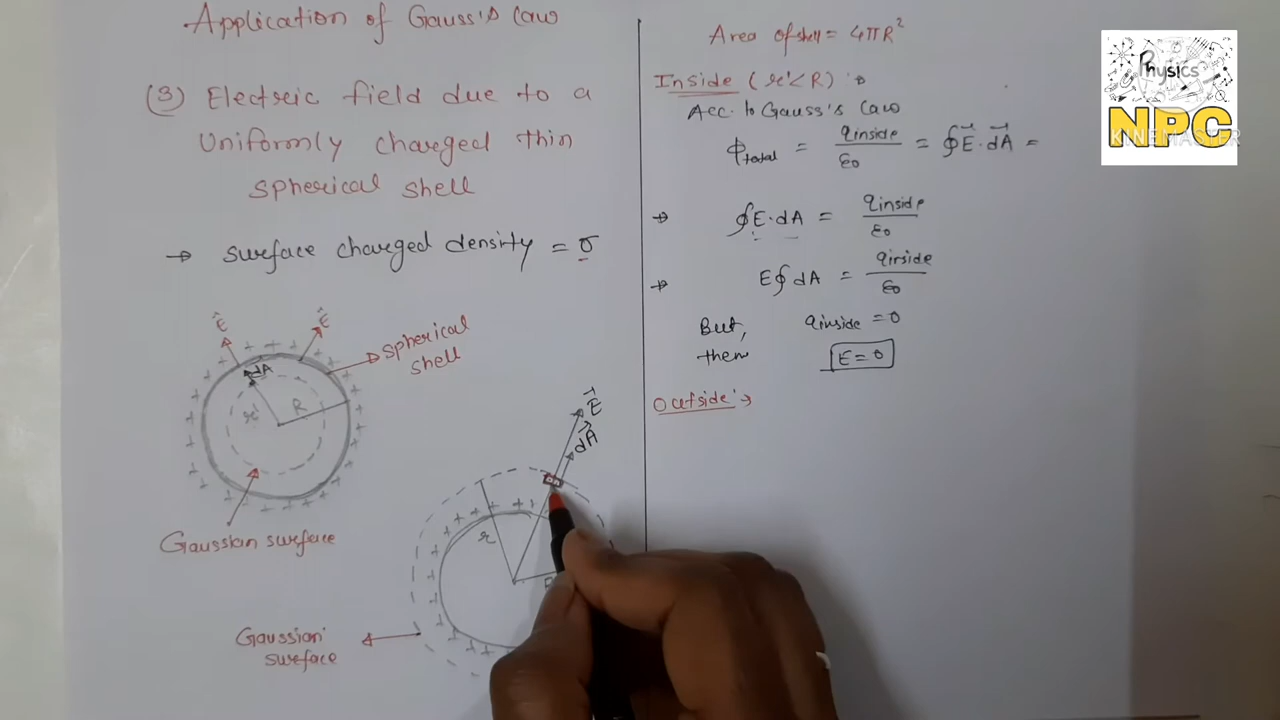 Application of Gauss's Law
(3) Electric field due to a
Uniformly charged thin
spherical shell
→ surface charged density = σ
E
E
dA
spherical
shell
r'
R
Gaussian surface
E
dA
dA
r
R
Gaussian
surface
Area of shell = 4πR²
Inside (r' < R) :→
Acc. to Gauss's Law
ϕtotal = qinside/ε0 = ∮E⃗·dA⃗ =
→ ∮E·dA = qinside/ε0
→ E∮dA = qinside/ε0
But, qinside = 0
then E = 0
Outside :→
Physics
NPC
KINEMASTER